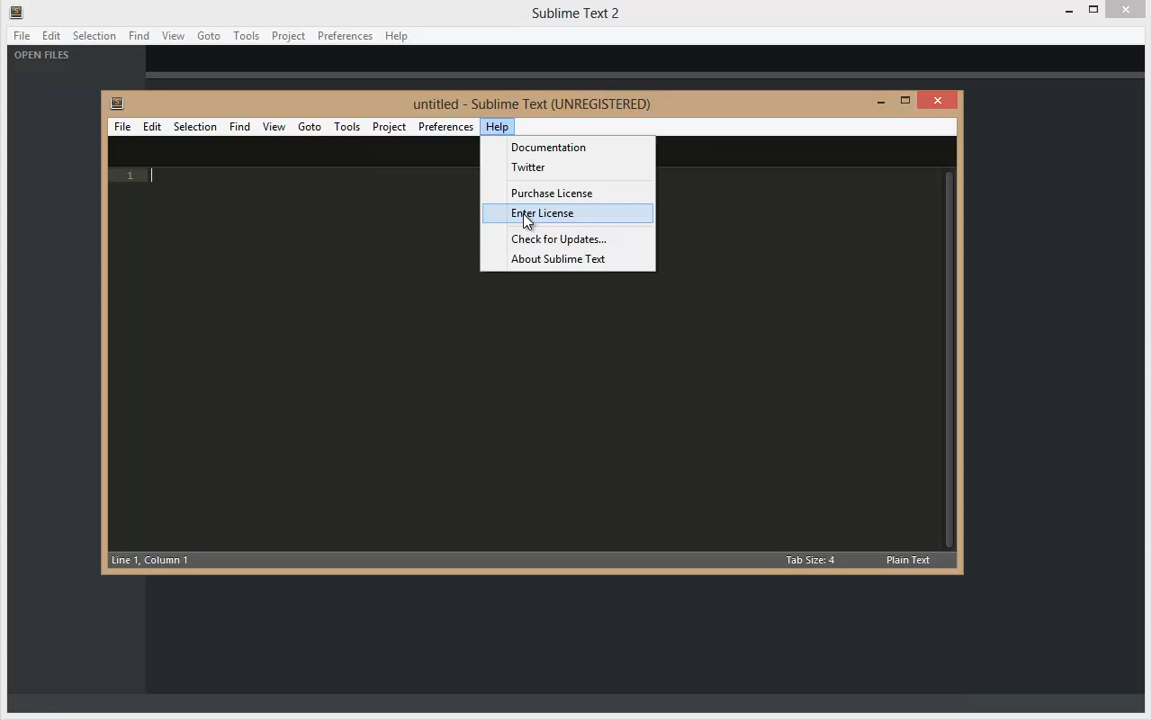 Sublime Text 2
File Edit Selection Find View Goto Tools Project Preferences Help
OPEN FILES
untitled - Sublime Text (UNREGISTERED)
File Edit Selection Find View Goto Tools Project Preferences Help
Documentation
Twitter
1
Purchase License
Enter License
Check for Updates...
About Sublime Text
Line 1, Column 1 Tab Size: 4 Plain Text